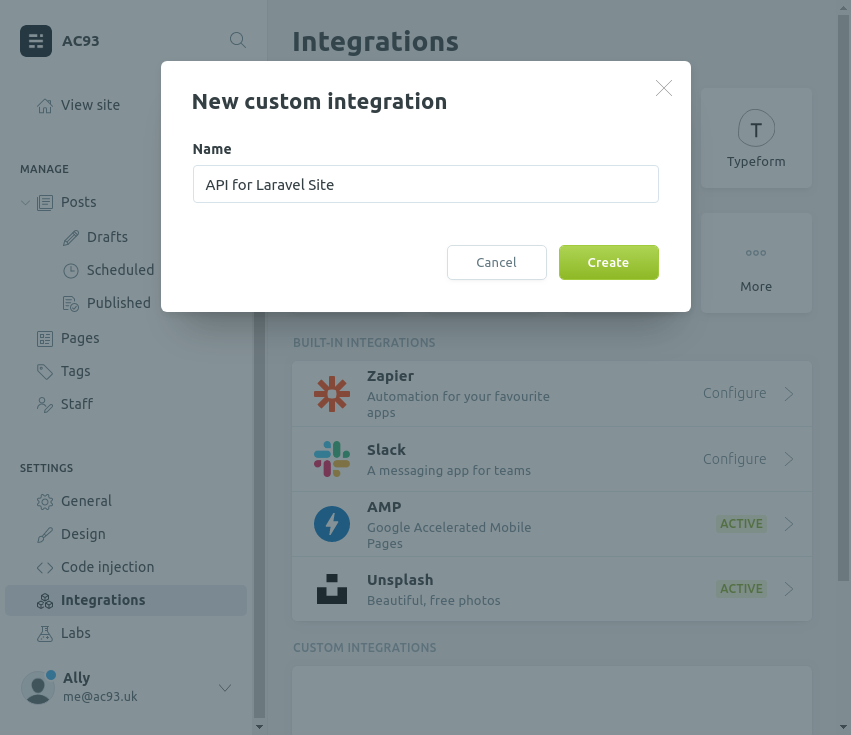 AC93
View site
MANAGE
Posts
Drafts
Scheduled
Published
Pages
Tags
Staff
SETTINGS
General
Design
Code injection
Integrations
Labs
Ally
me@ac93.uk
Integrations
T
Typeform
More
New custom integration
Name
API for Laravel Site
Cancel
Create
BUILT-IN INTEGRATIONS
Zapier
Automation for your favourite
apps
Configure
Slack
A messaging app for teams
Configure
AMP
Google Accelerated Mobile
Pages
ACTIVE
Unsplash
Beautiful, free photos
ACTIVE
CUSTOM INTEGRATIONS